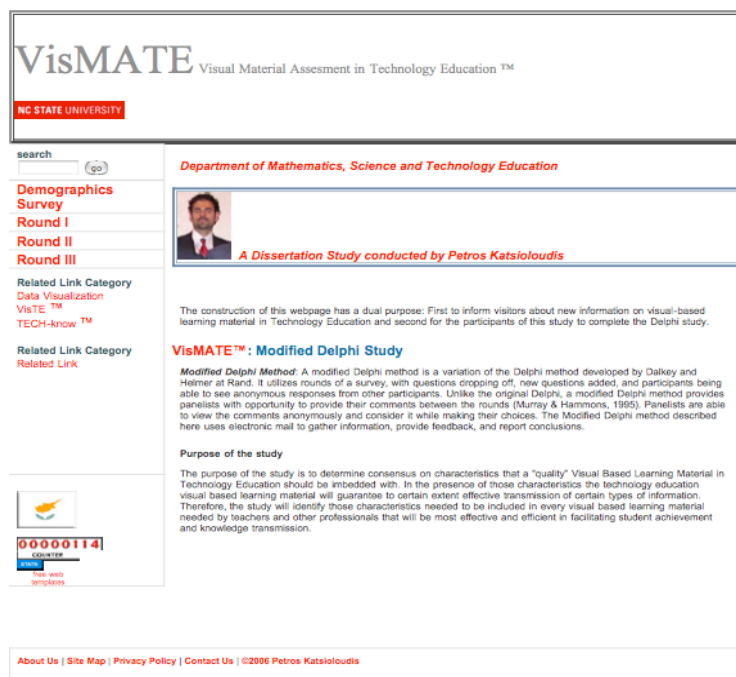 VisMATE Visual Material Assesment in Technology Education ™
NC STATE UNIVERSITY
search
go
Demographics
Survey
Round I
Round II
Round III
Related Link Category
Data Visualization
VisTE ™
TECH-know ™
Related Link Category
Related Link
00000114
COUNTER
STATS
free web
templates
Department of Mathematics, Science and Technology Education
A Dissertation Study conducted by Petros Katsioloudis
The construction of this webpage has a dual purpose: First to inform visitors about new information on visual-based
learning material in Technology Education and second for the participants of this study to complete the Delphi study.
VisMATE™: Modified Delphi Study
Modified Delphi Method: A modified Delphi method is a variation of the Delphi method developed by Dalkey and
Helmer at Rand. It utilizes rounds of a survey, with questions dropping off, new questions added, and participants being
able to see anonymous responses from other participants. Unlike the original Delphi, a modified Delphi method provides
panelists with opportunity to provide their comments between the rounds (Murray & Hammons, 1995). Panelists are able
to view the comments anonymously and consider it while making their choices. The Modified Delphi method described
here uses electronic mail to gather information, provide feedback, and report conclusions.
Purpose of the study
The purpose of the study is to determine consensus on characteristics that a "quality" Visual Based Learning Material in
Technology Education should be imbedded with. In the presence of those characteristics the technology education
visual based learning material will guarantee to certain extent effective transmission of certain types of information.
Therefore, the study will identify those characteristics needed to be included in every visual based learning material
needed by teachers and other professionals that will be most effective and efficient in facilitating student achievement
and knowledge transmission.
About Us | Site Map | Privacy Policy | Contact Us | ©2006 Petros Katsioloudis